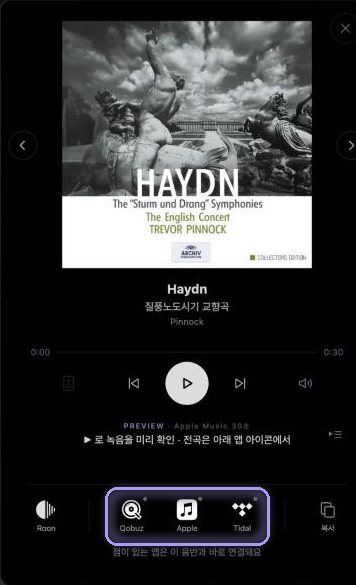 HAYDN
The "Sturm und Drang" Symphonies
The English Concert
TREVOR PINNOCK
ARCHIV
PRODUKTION
COLLECTORS EDITION
Haydn
질풍노도시기 교향곡
Pinnock
0:00
0:30
PREVIEW · Apple Music 30초
▶ 로 녹음을 미리 확인 · 전곡은 아래 앱 아이콘에서
Roon
Qobuz
Apple
Tidal
복사
점이 있는 앱은 이 음반과 바로 연결돼요